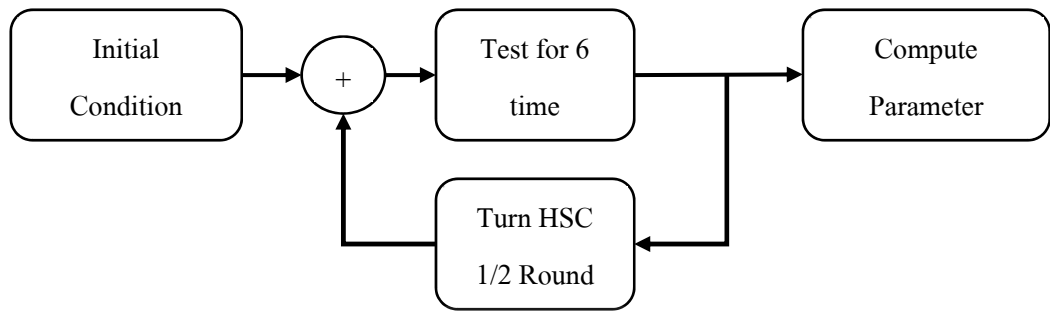 Initial
Condition
+
Test for 6
time
Compute
Parameter
Turn HSC
1/2 Round